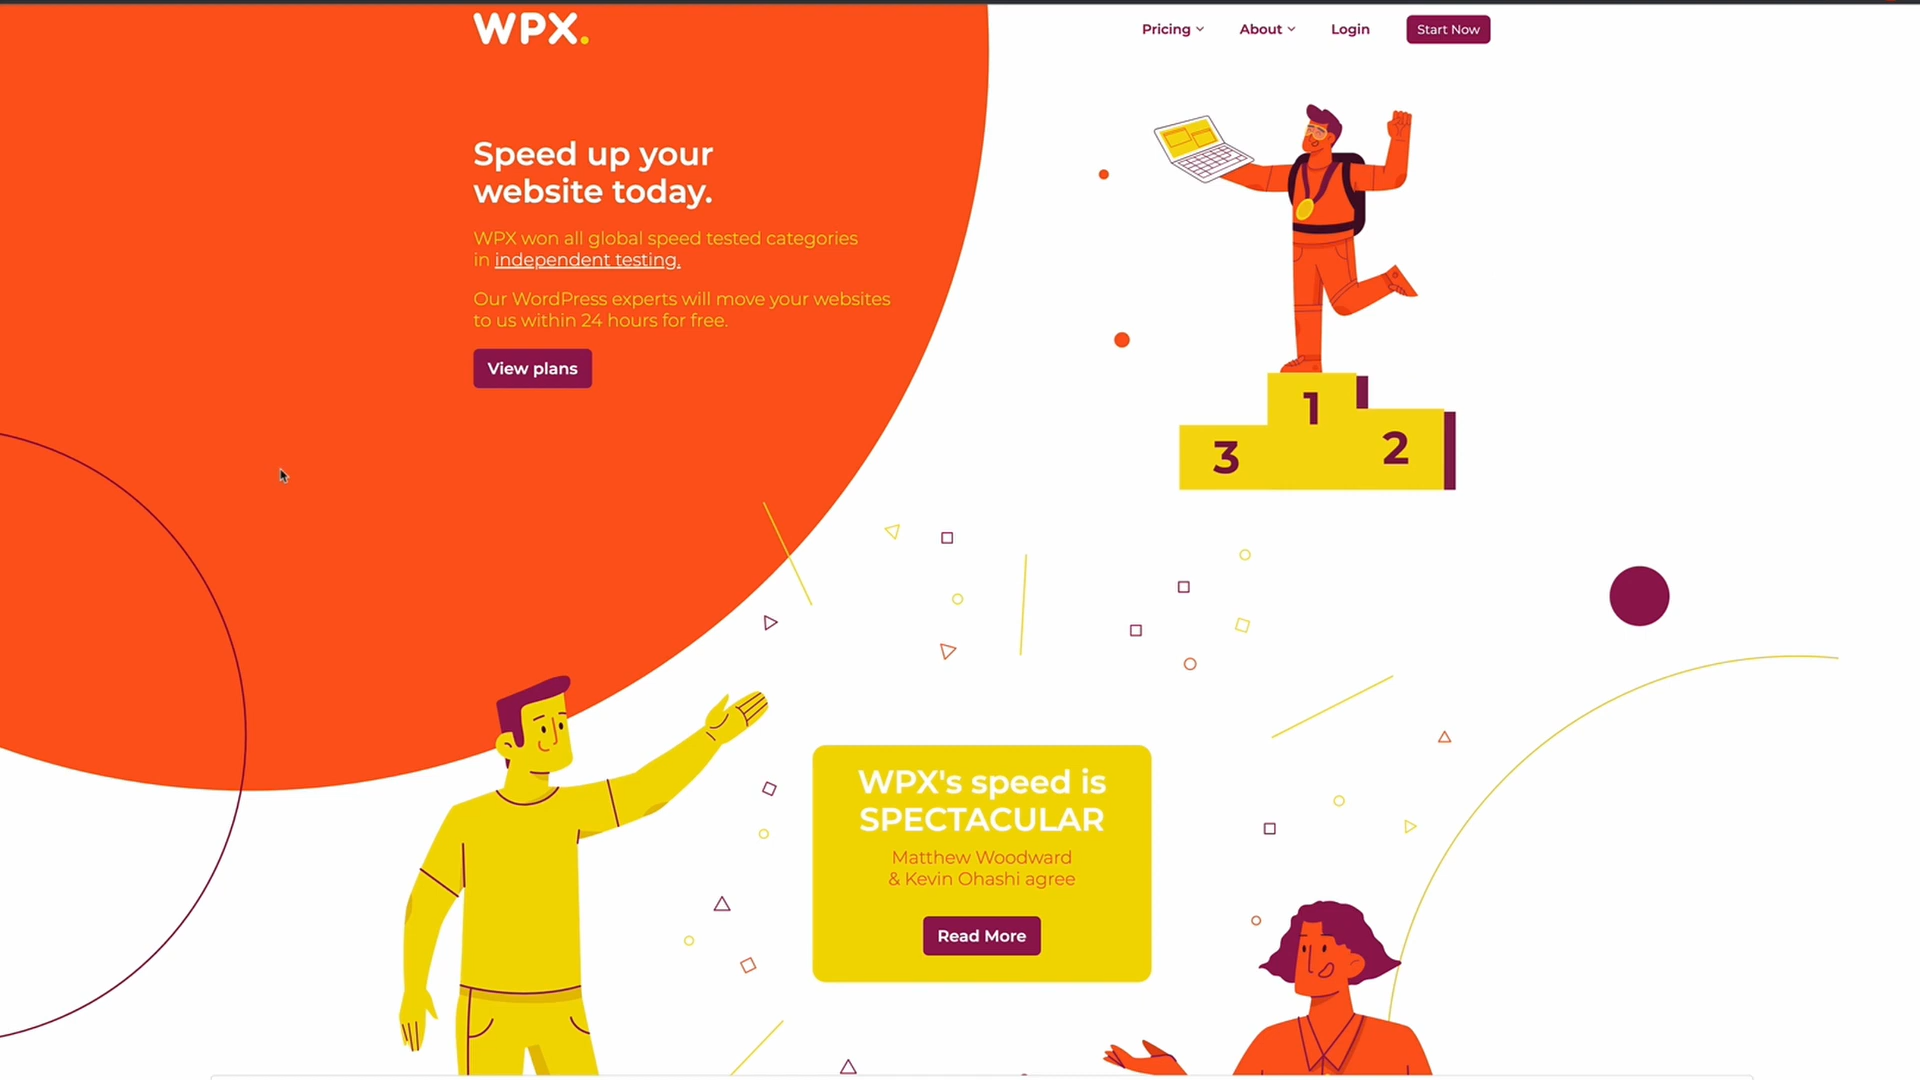 WPX.
Pricing
About
Login
Start Now
Speed up your
website today.
WPX won all global speed tested categories
in independent testing.
Our WordPress experts will move your websites
to us within 24 hours for free.
View plans
1
2
3
WPX's speed is
SPECTACULAR
Matthew Woodward
& Kevin Ohashi agree
Read More